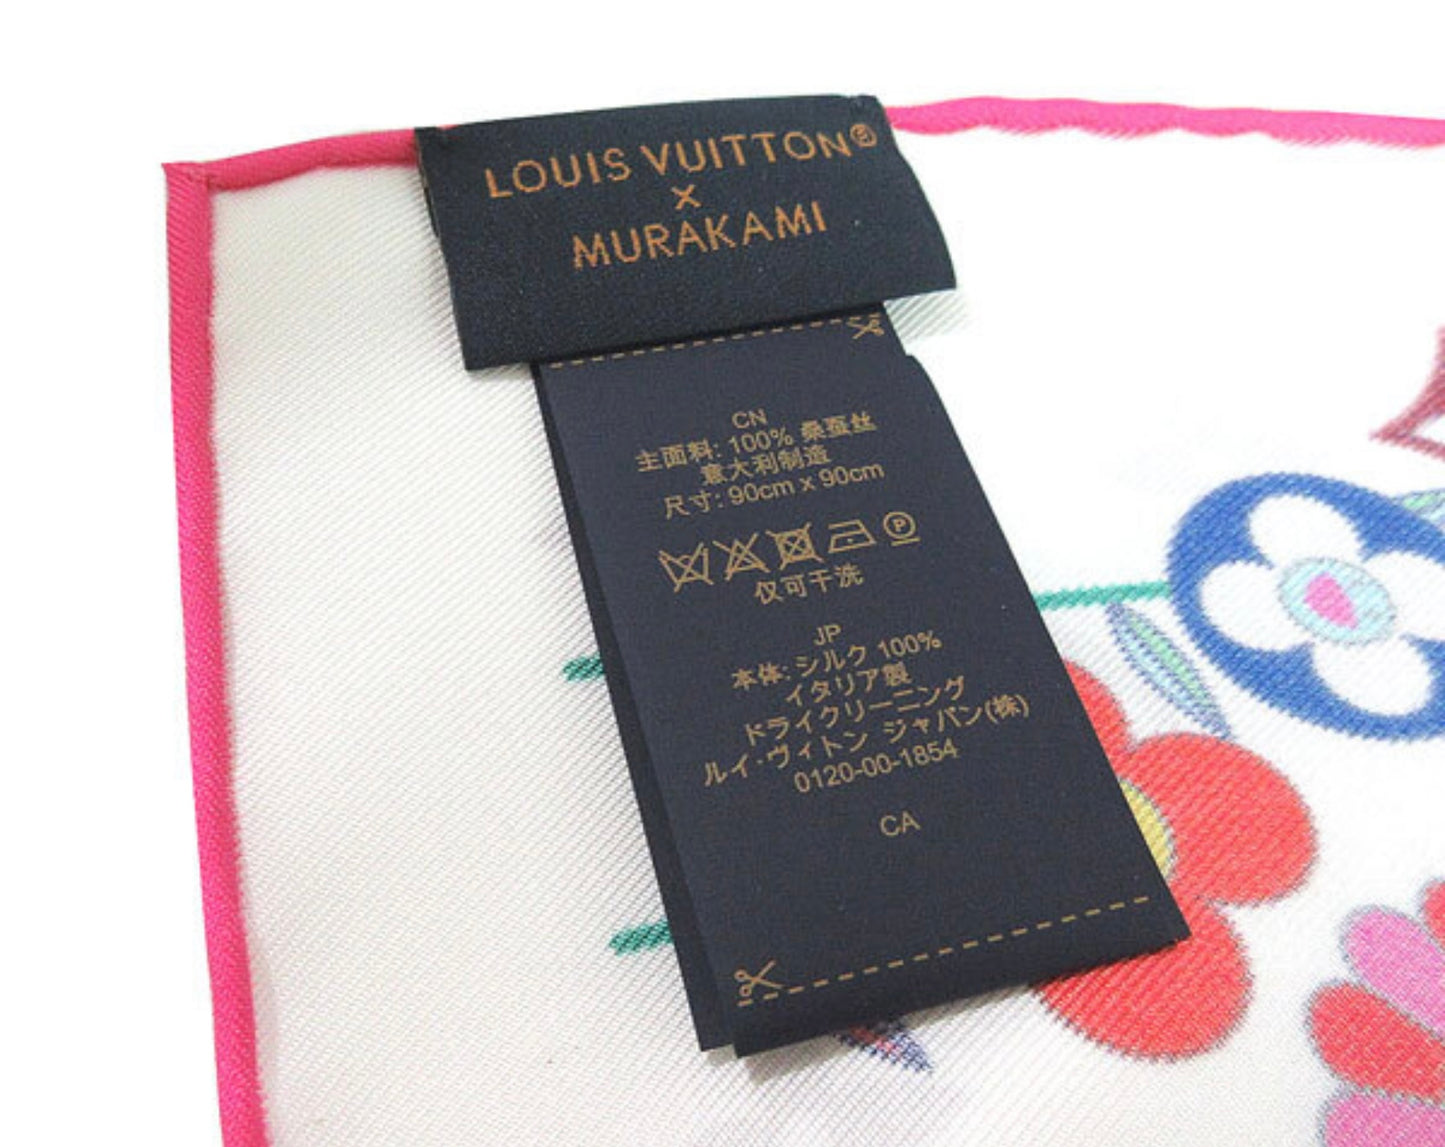 LOUIS VUITTON®
X
MURAKAMI
CN
主面料: 100% 桑蚕丝
意大利制造
尺寸: 90cm x 90cm
P
仅可干洗
JP
本体: シルク 100%
イタリア製
ドライクリーニング
ルイ·ヴィトン ジャパン(株)
0120-00-1854
CA